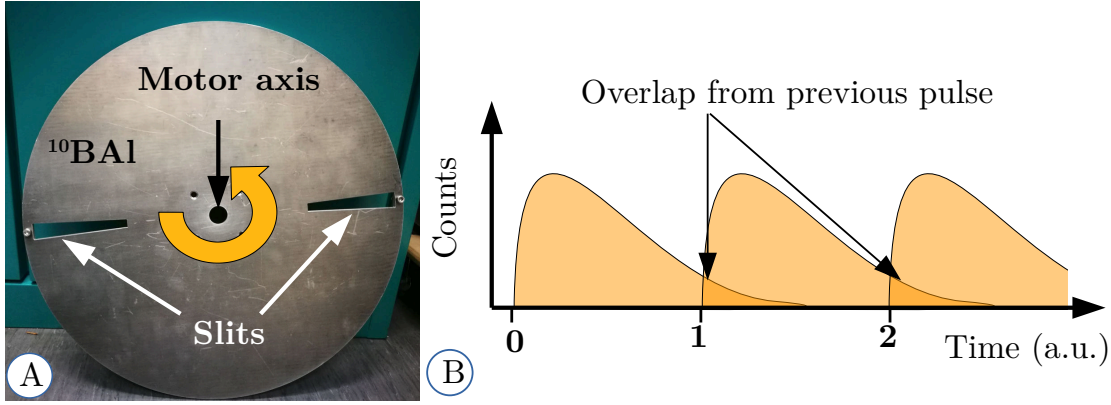 Motor axis
¹⁰BAl
Slits
A
Overlap from previous pulse
Counts
0
1
2
Time (a.u.)
B